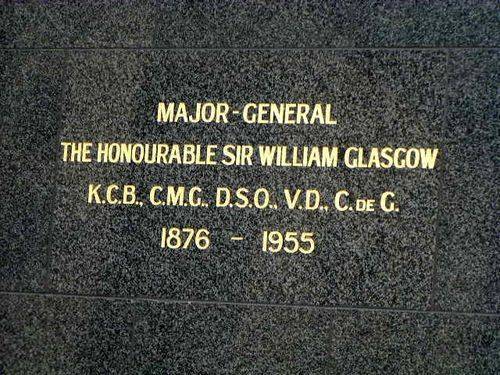 MAJOR-GENERAL
THE HONOURABLE SIR WILLIAM GLASGOW
K.C.B., C.M.G., D.S.O., V.D., C. DE G.
1876 - 1955